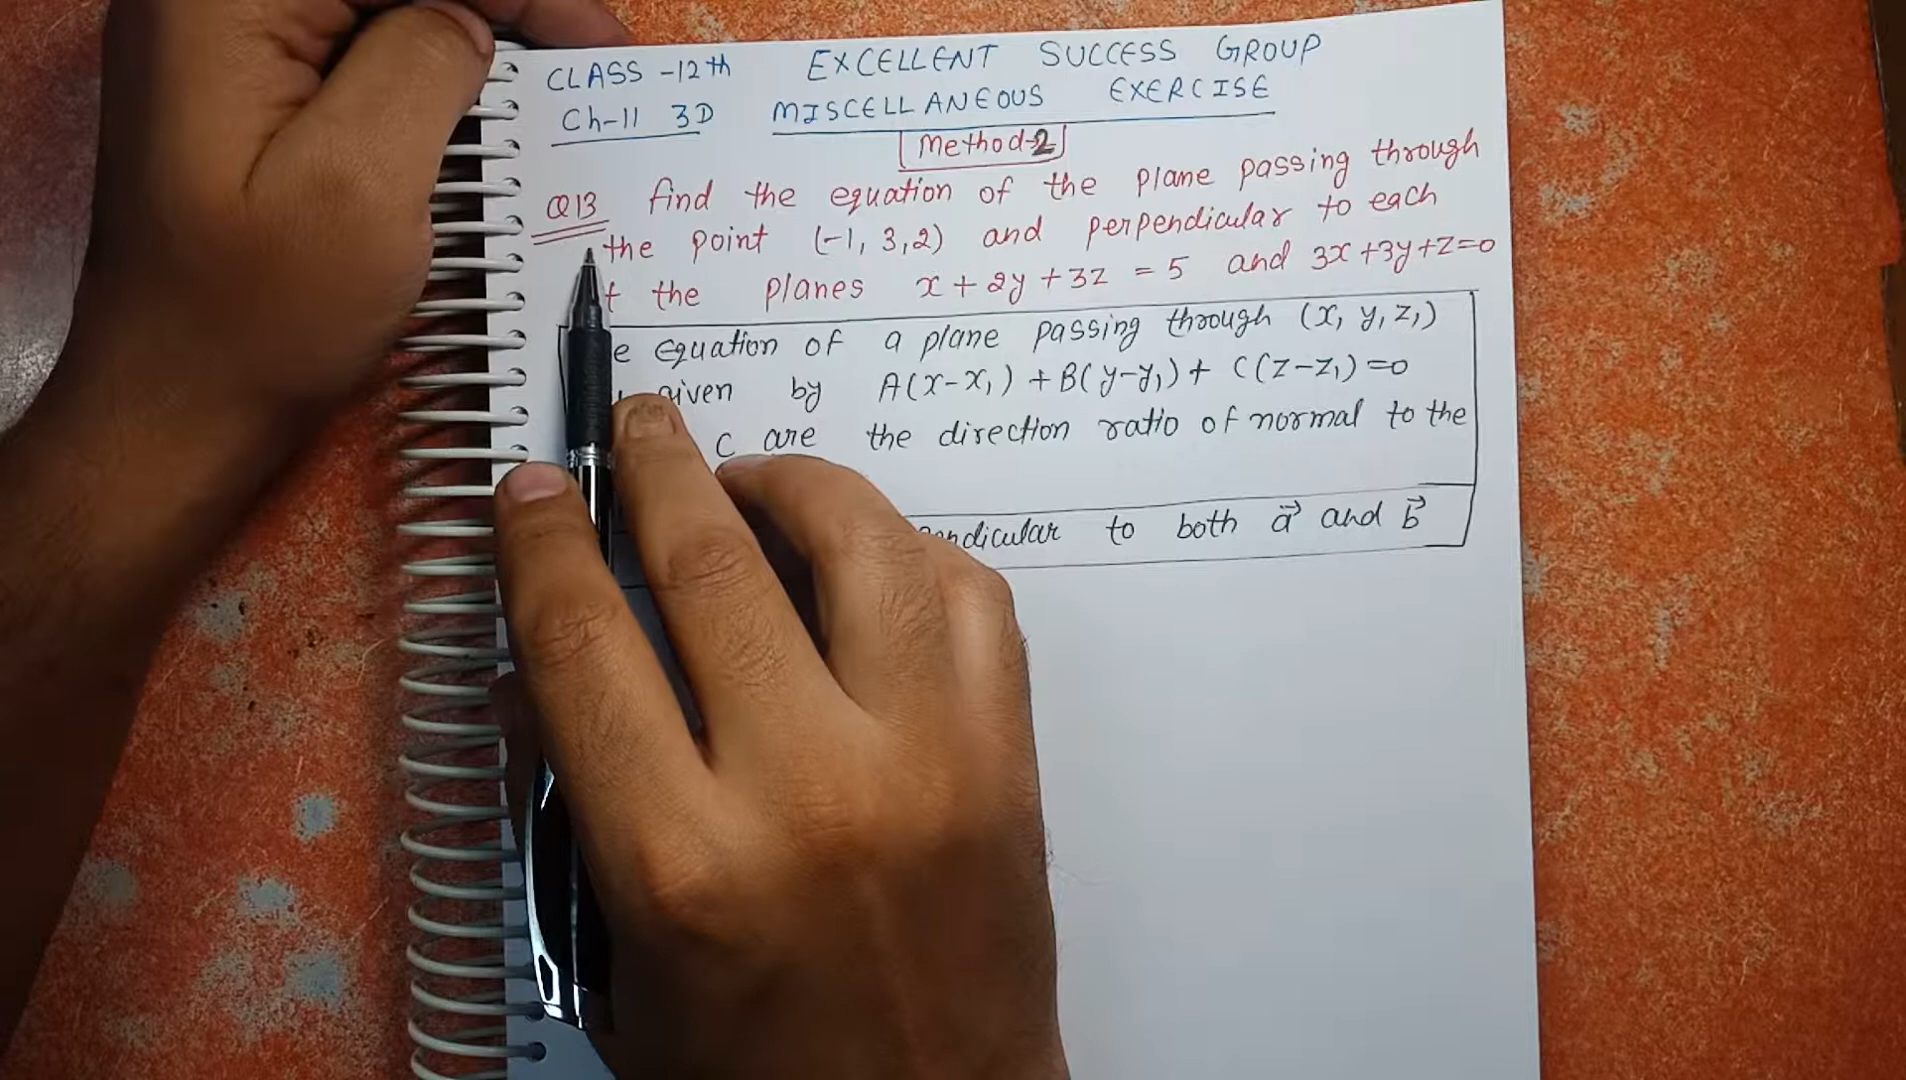 CLASS -12th EXCELLENT SUCCESS GROUP
Ch-11 3D MISCELLANEOUS EXERCISE
Method-2
Q13 find the equation of the plane passing through
the point (-1, 3,2) and perpendicular to each
the planes x + 2y + 3z = 5 and 3x+3y+z=0
equation of a plane passing through (x₁ y₁ z₁)
given by A(x-x₁) + B(y-y₁) + C(z-z₁)=0
C are the direction ratio of normal to the
to both a⃗ and b⃗